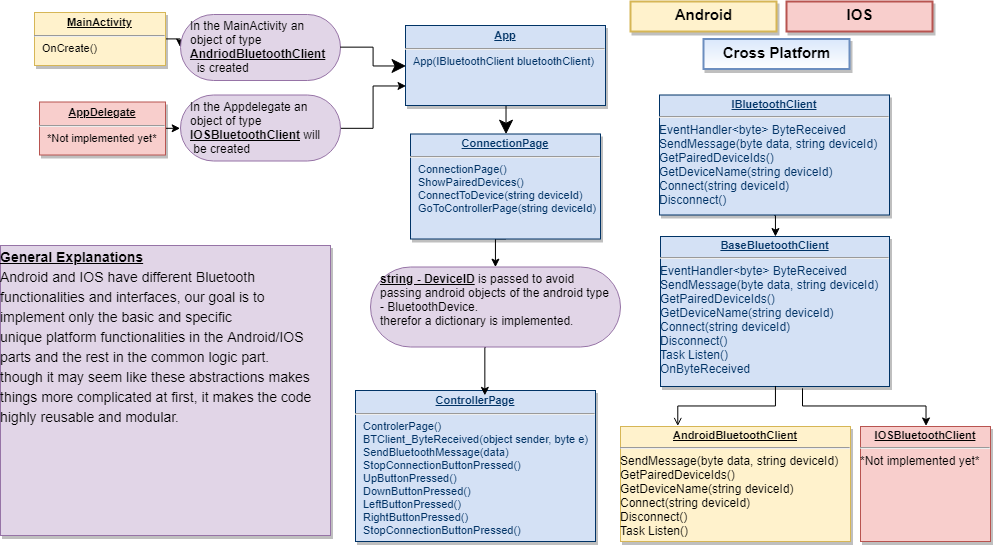 MainActivity
OnCreate()
In the MainActivity an
object of type
AndriodBluetoothClient
is created
AppDelegate
*Not implemented yet*
In the Appdelegate an
object of type
IOSBluetoothClient will
be created
App
App(IBluetoothClient bluetoothClient)
ConnectionPage
ConnectionPage()
ShowPairedDevices()
ConnectToDevice(string deviceId)
GoToControllerPage(string deviceId)
string - DeviceID is passed to avoid
passing android objects of the android type
- BluetoothDevice.
therefor a dictionary is implemented.
ControllerPage
ControlerPage()
BTClient_ByteReceived(object sender, byte e)
SendBluetoothMessage(data)
StopConnectionButtonPressed()
UpButtonPressed()
DownButtonPressed()
LeftButtonPressed()
RightButtonPressed()
StopConnectionButtonPressed()
General Explanations
Android and IOS have different Bluetooth
functionalities and interfaces, our goal is to
implement only the basic and specific
unique platform functionalities in the Android/IOS
parts and the rest in the common logic part.
though it may seem like these abstractions makes
things more complicated at first, it makes the code
highly reusable and modular.
Android
IOS
Cross Platform
IBluetoothClient
EventHandler<byte> ByteReceived
SendMessage(byte data, string deviceId)
GetPairedDeviceIds()
GetDeviceName(string deviceId)
Connect(string deviceId)
Disconnect()
BaseBluetoothClient
EventHandler<byte> ByteReceived
SendMessage(byte data, string deviceId)
GetPairedDeviceIds()
GetDeviceName(string deviceId)
Connect(string deviceId)
Disconnect()
Task Listen()
OnByteReceived
AndroidBluetoothClient
SendMessage(byte data, string deviceId)
GetPairedDeviceIds()
GetDeviceName(string deviceId)
Connect(string deviceId)
Disconnect()
Task Listen()
IOSBluetoothClient
*Not implemented yet*